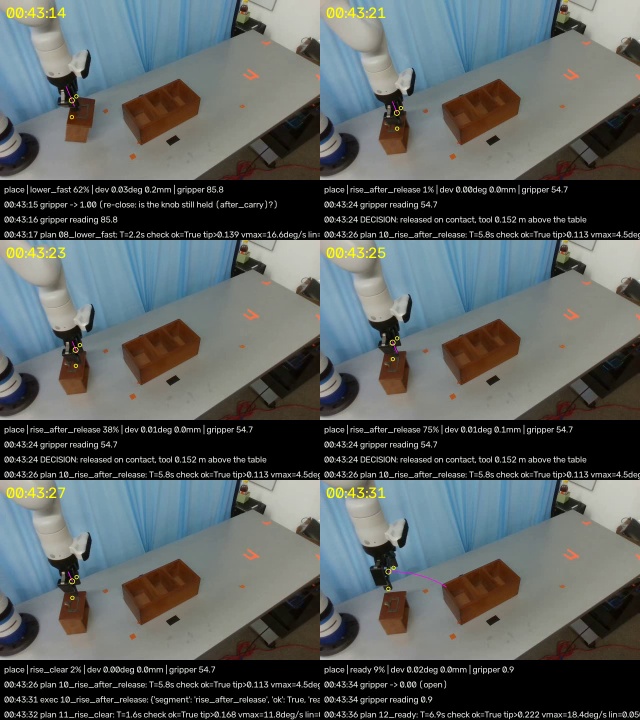 00:43:14
place | lower_fast 62% | dev 0.03deg 0.2mm | gripper 85.8
00:43:15 gripper -> 1.00 (re-close: is the knob still held (after_carry)?)
00:43:16 gripper reading 85.8
00:43:17 plan 08_lower_fast: T=2.2s check ok=True tip>0.139 vmax=16.6deg/s lin=
00:43:21
place | rise_after_release 1% | dev 0.00deg 0.0mm | gripper 54.7
00:43:24 gripper reading 54.7
00:43:24 DECISION: released on contact, tool 0.152 m above the table
00:43:26 plan 10_rise_after_release: T=5.8s check ok=True tip>0.113 vmax=4.5deg
00:43:23
place | rise_after_release 38% | dev 0.01deg 0.0mm | gripper 54.7
00:43:24 gripper reading 54.7
00:43:24 DECISION: released on contact, tool 0.152 m above the table
00:43:26 plan 10_rise_after_release: T=5.8s check ok=True tip>0.113 vmax=4.5deg
00:43:25
place | rise_after_release 75% | dev 0.01deg 0.1mm | gripper 54.7
00:43:24 gripper reading 54.7
00:43:24 DECISION: released on contact, tool 0.152 m above the table
00:43:26 plan 10_rise_after_release: T=5.8s check ok=True tip>0.113 vmax=4.5deg
00:43:27
place | rise_clear 2% | dev 0.00deg 0.0mm | gripper 54.7
00:43:26 plan 10_rise_after_release: T=5.8s check ok=True tip>0.113 vmax=4.5deg
00:43:31 exec 10_rise_after_release: {'segment': 'rise_after_release', 'ok': True, 'rea
00:43:32 plan 11_rise_clear: T=1.6s check ok=True tip>0.168 vmax=11.8deg/s lin=
00:43:31
place | ready 9% | dev 0.02deg 0.0mm | gripper 0.9
00:43:34 gripper -> 0.00 (open)
00:43:34 gripper reading 0.9
00:43:36 plan 12_ready: T=6.9s check ok=True tip>0.222 vmax=18.4deg/s lin=0.05